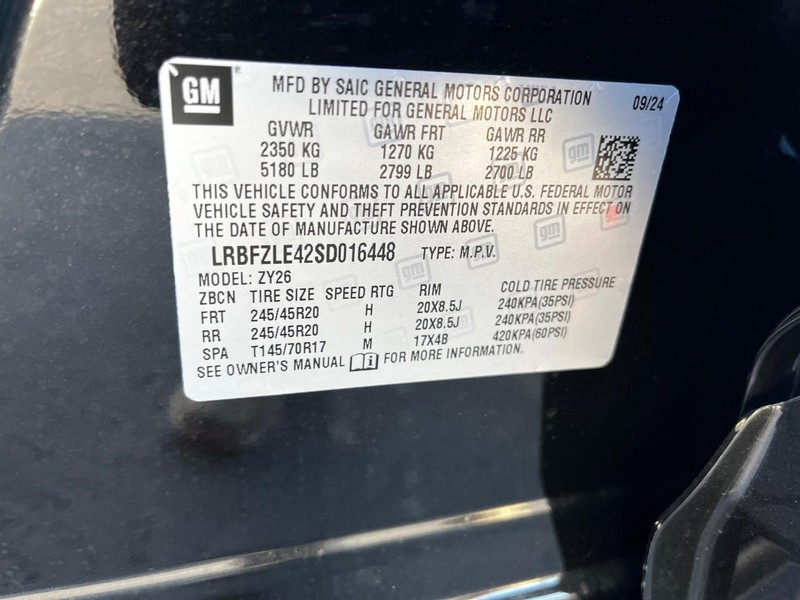 GM
MFD BY SAIC GENERAL MOTORS CORPORATION 09/24
LIMITED FOR GENERAL MOTORS LLC
GVWR GAWR FRT GAWR RR
2350 KG 1270 KG 1225 KG
5180 LB 2799 LB 2700 LB
THIS VEHICLE CONFORMS TO ALL APPLICABLE U.S. FEDERAL MOTOR
VEHICLE SAFETY AND THEFT PREVENTION STANDARDS IN EFFECT ON
THE DATE OF MANUFACTURE SHOWN ABOVE.
LRBFZLE42SD016448 TYPE: M.P.V.
MODEL: ZY26
ZBCN TIRE SIZE SPEED RTG RIM COLD TIRE PRESSURE
FRT 245/45R20 H 20X8.5J 240KPA(35PSI)
RR 245/45R20 H 20X8.5J 240KPA(35PSI)
SPA T145/70R17 M 17X4B 420KPA(60PSI)
SEE OWNER'S MANUAL FOR MORE INFORMATION.